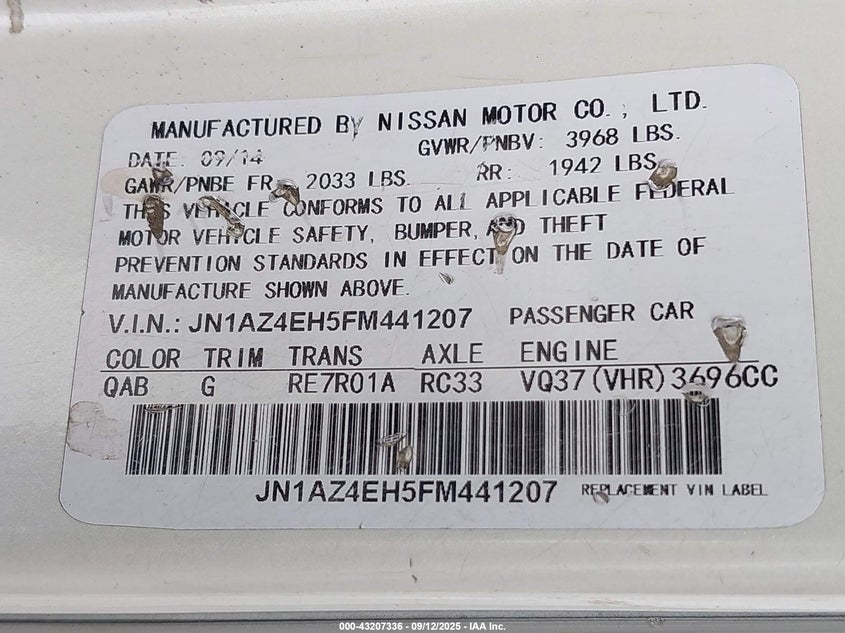 MANUFACTURED BY NISSAN MOTOR CO., LTD.
DATE: 09/14 GVWR/PNBV: 3968 LBS.
GAWR/PNBE FR: 2033 LBS. RR: 1942 LBS.
THIS VEHICLE CONFORMS TO ALL APPLICABLE FEDERAL
MOTOR VEHICLE SAFETY, BUMPER, AND THEFT
PREVENTION STANDARDS IN EFFECT ON THE DATE OF
MANUFACTURE SHOWN ABOVE.
V.I.N.: JN1AZ4EH5FM441207 PASSENGER CAR
COLOR TRIM TRANS AXLE ENGINE
QAB G RE7R01A RC33 VQ37(VHR)3696CC
JN1AZ4EH5FM441207 REPLACEMENT VIN LABEL
000-43207336 - 09/12/2025 - IAA Inc.